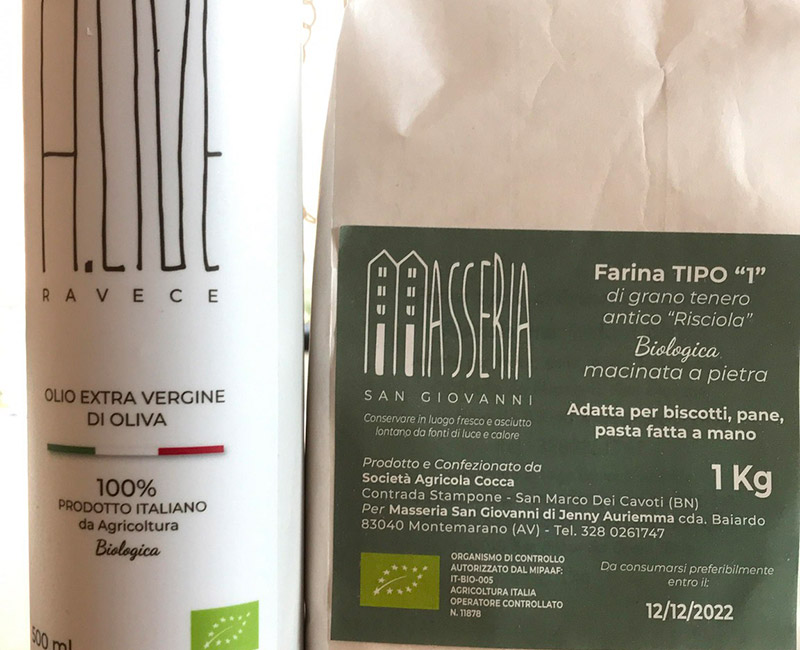 A.LIVE
RAVECE
OLIO EXTRA VERGINE
DI OLIVA
100%
PRODOTTO ITALIANO
da Agricoltura
Biologica
500 ml
MASSERIA
SAN GIOVANNI
Conservare in luogo fresco e asciutto
lontano da fonti di luce e calore
Farina TIPO “1”
di grano tenero
antico “Risciola”
Biologica
macinata a pietra
Adatta per biscotti, pane,
pasta fatta a mano
1 Kg
Prodotto e Confezionato da
Società Agricola Cocca
Contrada Stampone - San Marco Dei Cavoti (BN)
Per Masseria San Giovanni di Jenny Auriemma cda. Baiardo
83040 Montemarano (AV) - Tel. 328 0261747
ORGANISMO DI CONTROLLO
AUTORIZZATO DAL MIPAAF:
IT-BIO-005
AGRICOLTURA ITALIA
OPERATORE CONTROLLATO
N. 11878
Da consumarsi preferibilmente
entro il:
12/12/2022